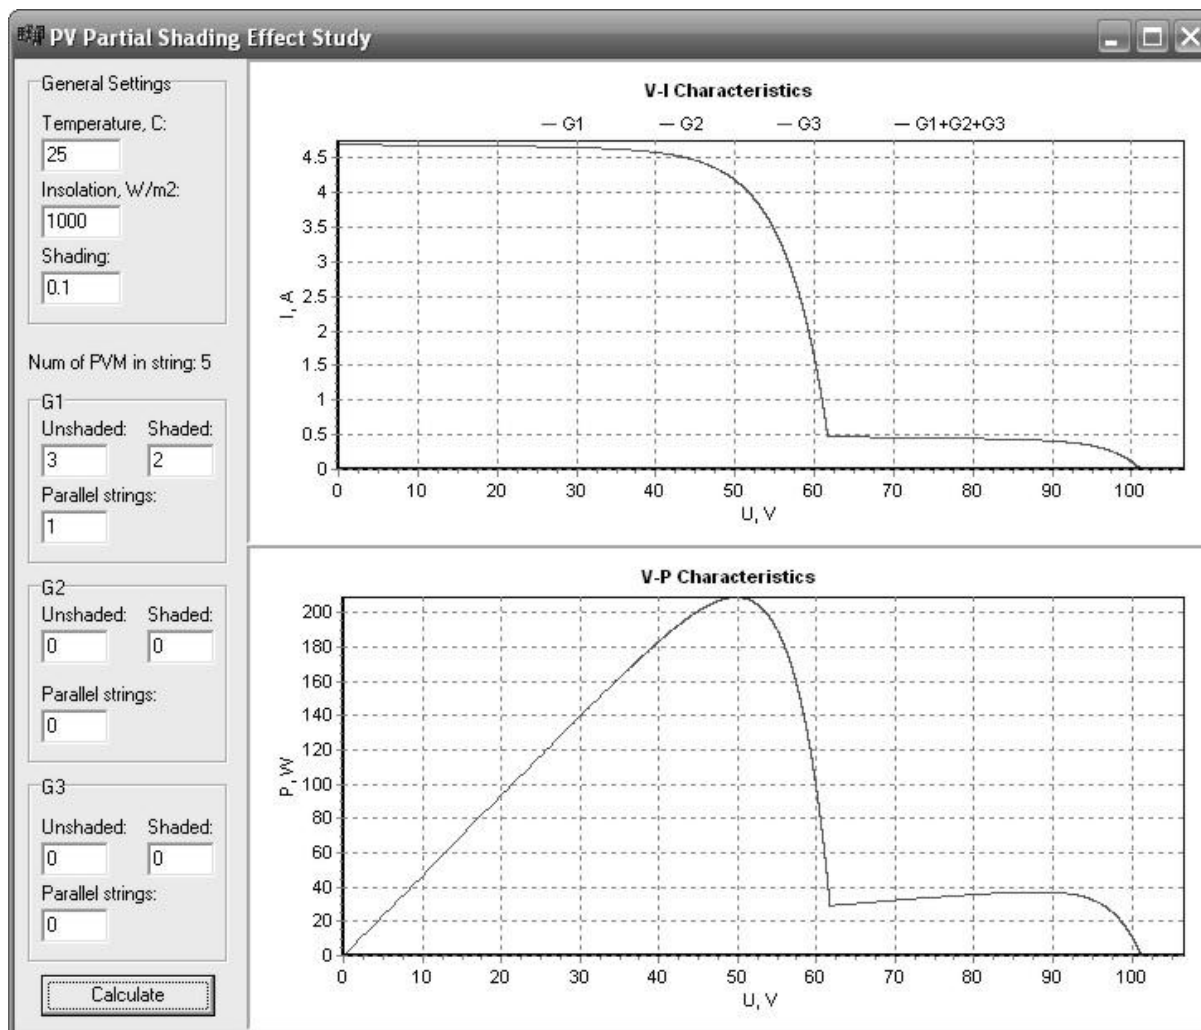 PV Partial Shading Effect Study
General Settings
Temperature, C:
25
Insolation, W/m2:
1000
Shading:
0.1
Num of PVM in string: 5
G1
Unshaded: Shaded:
3 2
Parallel strings:
1
G2
Unshaded: Shaded:
0 0
Parallel strings:
0
G3
Unshaded: Shaded:
0 0
Parallel strings:
0
Calculate
V-I Characteristics
— G1 — G2 — G3 — G1+G2+G3
4.5
4
3.5
3
2.5
2
1.5
1
0.5
0
I, A
0 10 20 30 40 50 60 70 80 90 100
U, V
V-P Characteristics
200
180
160
140
120
100
80
60
40
20
0
P, W
0 10 20 30 40 50 60 70 80 90 100
U, V